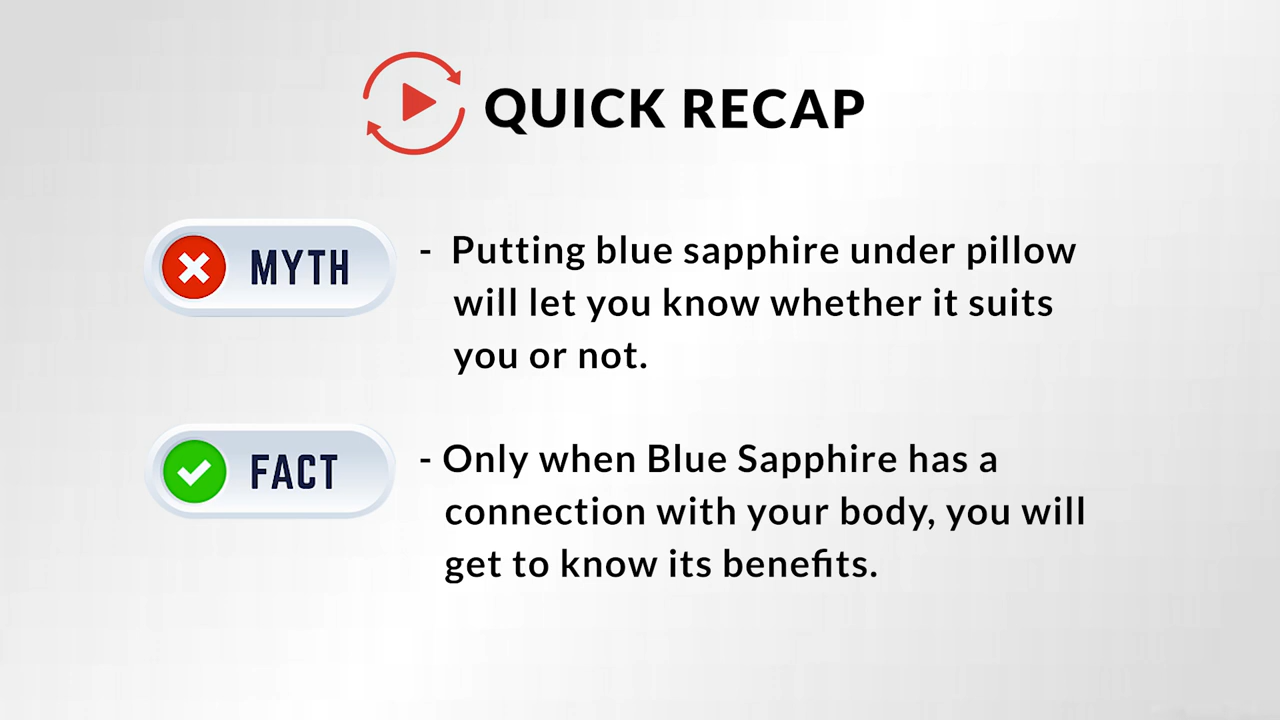 QUICK RECAP
MYTH
- Putting blue sapphire under pillow
will let you know whether it suits
you or not.
FACT
- Only when Blue Sapphire has a
connection with your body, you will
get to know its benefits.